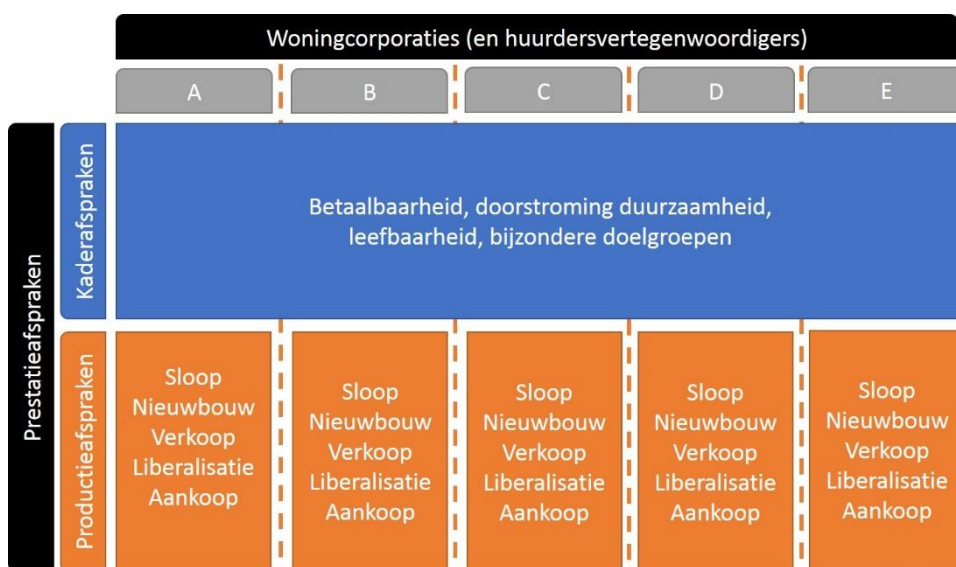 Woningcorporaties (en huurdersvertegenwoordigers)
A
B
C
D
E
Prestatieafspraken
Kaderafspraken
Betaalbaarheid, doorstroming duurzaamheid,
leefbaarheid, bijzondere doelgroepen
Productieafspraken
Sloop
Nieuwbouw
Verkoop
Liberalisatie
Aankoop
Sloop
Nieuwbouw
Verkoop
Liberalisatie
Aankoop
Sloop
Nieuwbouw
Verkoop
Liberalisatie
Aankoop
Sloop
Nieuwbouw
Verkoop
Liberalisatie
Aankoop
Sloop
Nieuwbouw
Verkoop
Liberalisatie
Aankoop